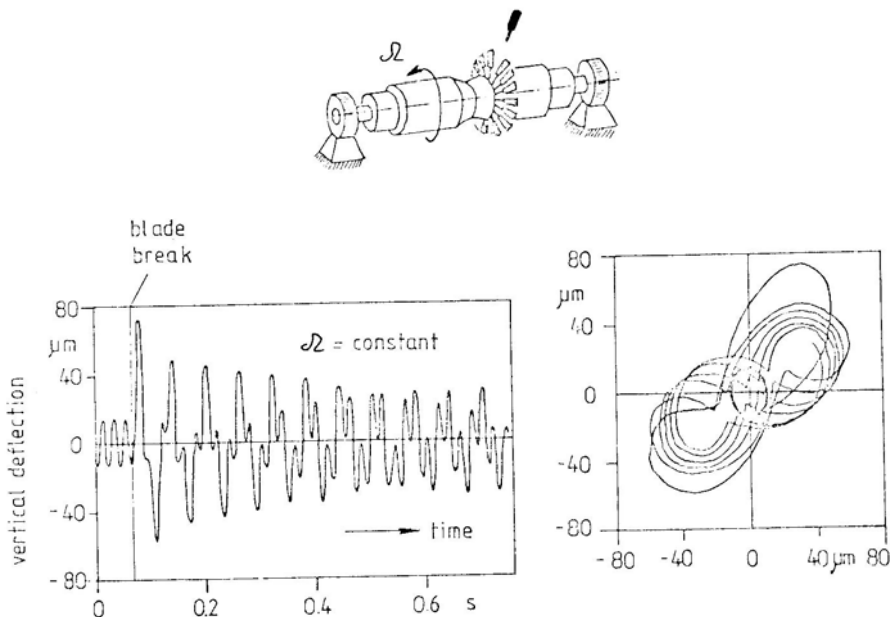 Ω
blade
break
80
μm
40
0
-40
-80
vertical deflection
Ω = constant
time
0
0.2
0.4
0.6
s
80
μm
40
0
-40
-80
-80
-40
0
40 μm
80